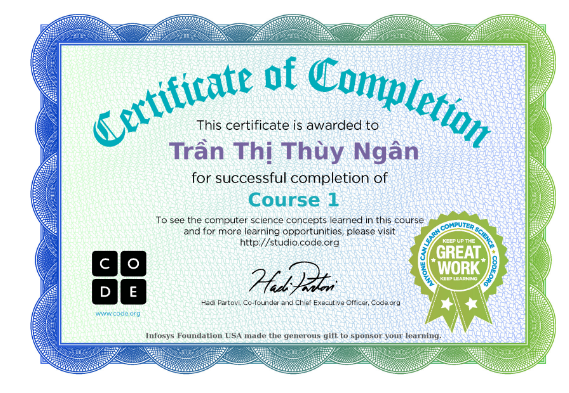 Certificate of Completion
This certificate is awarded to
Trần Thị Thùy Ngân
for successful completion of
Course 1
To see the computer science concepts learned in this course
and for more learning opportunities, please visit
http://studio.code.org
C O
D E
www.code.org
Hadi Partovi
Hadi Partovi, Co-founder and Chief Executive Officer, Code.org
ANYONE CAN LEARN COMPUTER SCIENCE • CODE.ORG
KEEP UP THE
GREAT
WORK
KEEP LEARNING
Infosys Foundation USA made the generous gift to sponsor your learning.